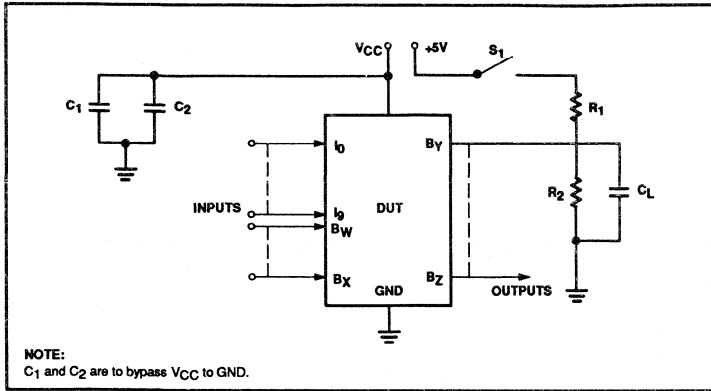 VCC +5V S1
C1 C2 R1
I0 BY
R2 CL
INPUTS DUT
I9
BW
BX BZ
GND OUTPUTS
NOTE:
C1 and C2 are to bypass VCC to GND.